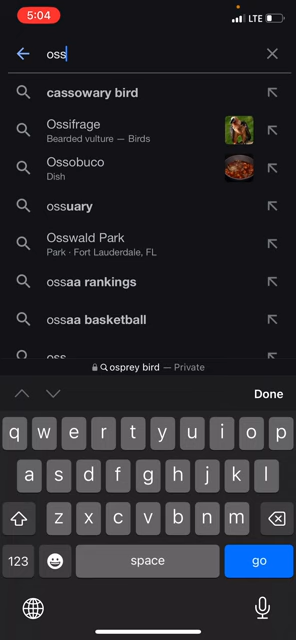 5:04
LTE
oss
cassowary bird
Ossifrage
Bearded vulture — Birds
Ossobuco
Dish
ossuary
Osswald Park
Park · Fort Lauderdale, FL
ossaa rankings
ossaa basketball
oss
osprey bird — Private
Done
q w e r t y u i o p
a s d f g h j k l
z x c v b n m
123 space go